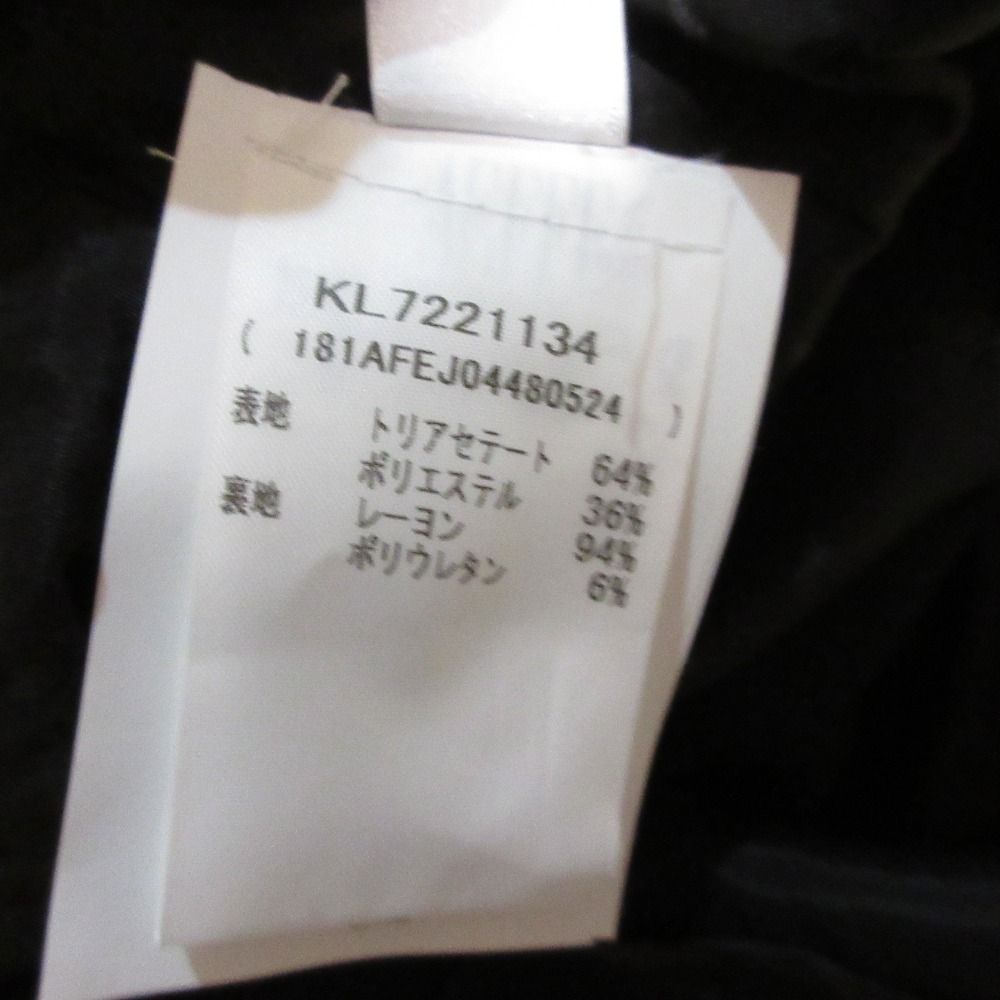 KL7221134
( 181AFEJ04480524 )
表地 トリアセテート 64%
ポリエステル 36%
裏地 レーヨン 94%
ポリウレタン 6%